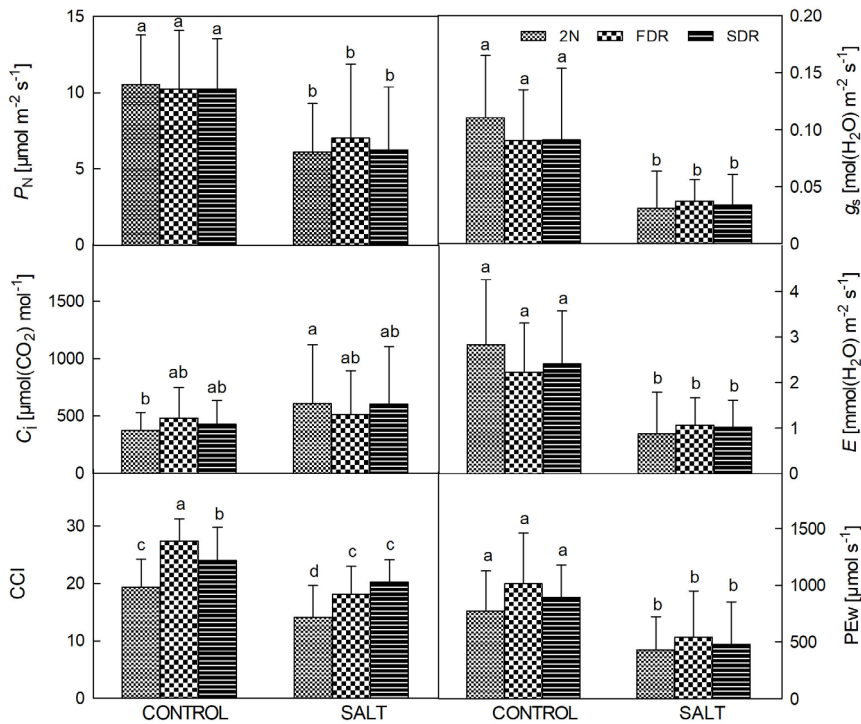 15
10
5
0
P_N [µmol m⁻² s⁻¹]
a a a
b b b
2N FDR SDR
a a a
b b b
0.20
0.15
0.10
0.05
0
g_s [mol(H₂O) m⁻² s⁻¹]
1500
1000
500
0
C_i [µmol(CO₂) mol⁻¹]
b ab ab
a ab ab
a a a
b b b
4
3
2
1
0
E [mmol(H₂O) m⁻² s⁻¹]
30
20
10
0
CCI
c a b
d c c
a a a
b b b
1500
1000
500
0
PEw [µmol s⁻¹]
CONTROL SALT CONTROL SALT